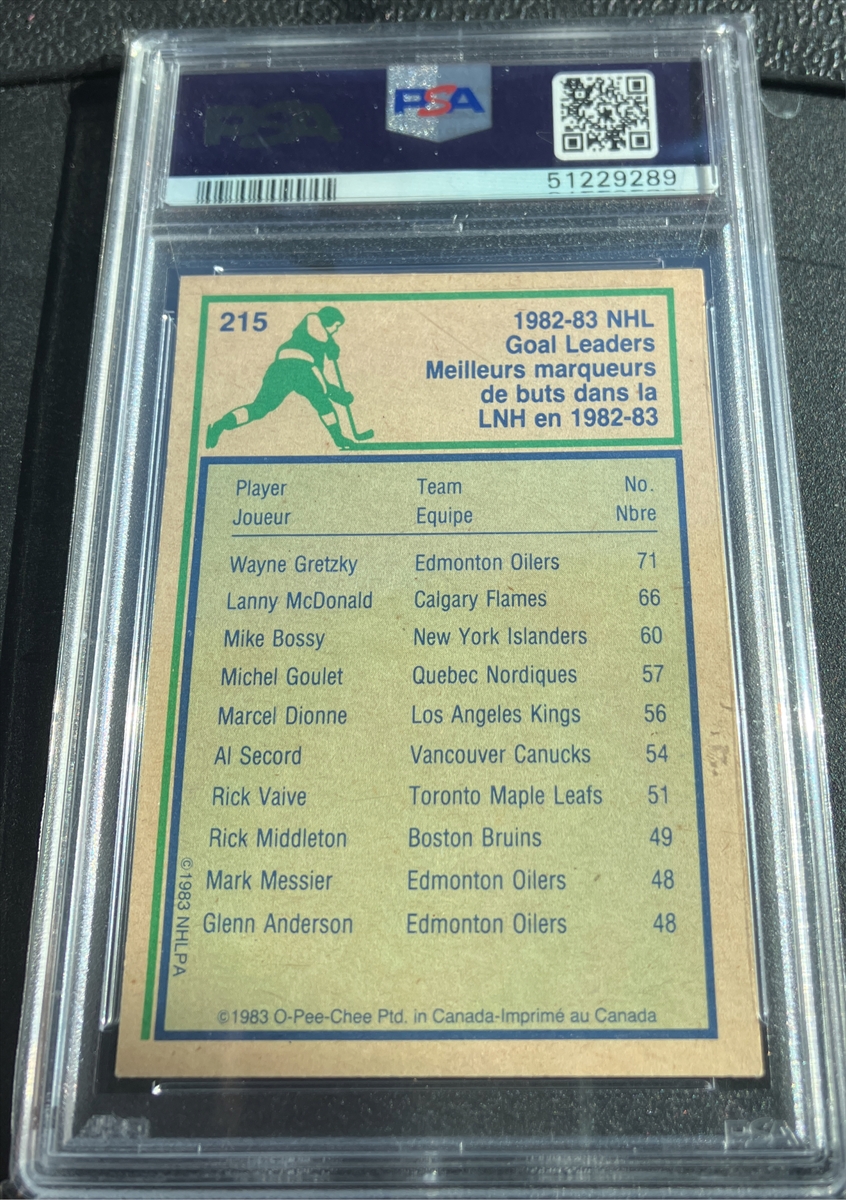 PSA
51229289
215
1982-83 NHL
Goal Leaders
Meilleurs marqueurs
de buts dans la
LNH en 1982-83
Player Team No.
Joueur Equipe Nbre
Wayne Gretzky Edmonton Oilers 71
Lanny McDonald Calgary Flames 66
Mike Bossy New York Islanders 60
Michel Goulet Quebec Nordiques 57
Marcel Dionne Los Angeles Kings 56
Al Secord Vancouver Canucks 54
Rick Vaive Toronto Maple Leafs 51
Rick Middleton Boston Bruins 49
Mark Messier Edmonton Oilers 48
Glenn Anderson Edmonton Oilers 48
©1983 NHLPA
©1983 O-Pee-Chee Ptd. in Canada-Imprimé au Canada